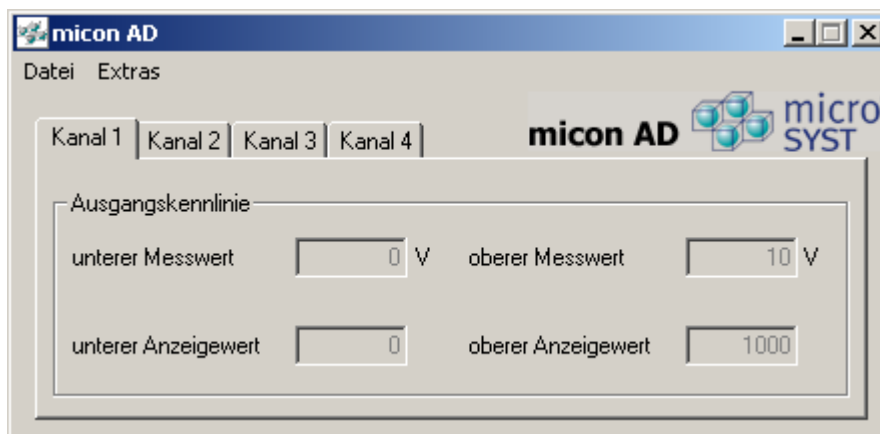 micon AD
Datei Extras
micon AD micro SYST
Kanal 1 Kanal 2 Kanal 3 Kanal 4
Ausgangskennlinie
unterer Messwert 0 V oberer Messwert 10 V
unterer Anzeigewert 0 oberer Anzeigewert 1000